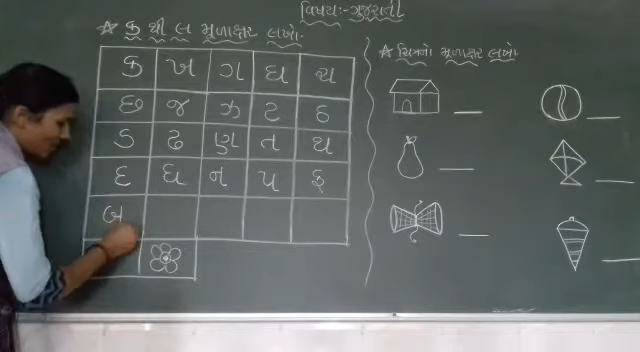 વિષય:- ગુજરાતી
☆ ક થી લ મૂળાક્ષર લખો.
ક ખ ગ ઘ ચ
છ જ ઝ ટ ઠ
ડ ઢ ણ ત થ
દ ધ ન પ ફ
બ
☆ ચિત્રનો મૂળાક્ષર લખો.